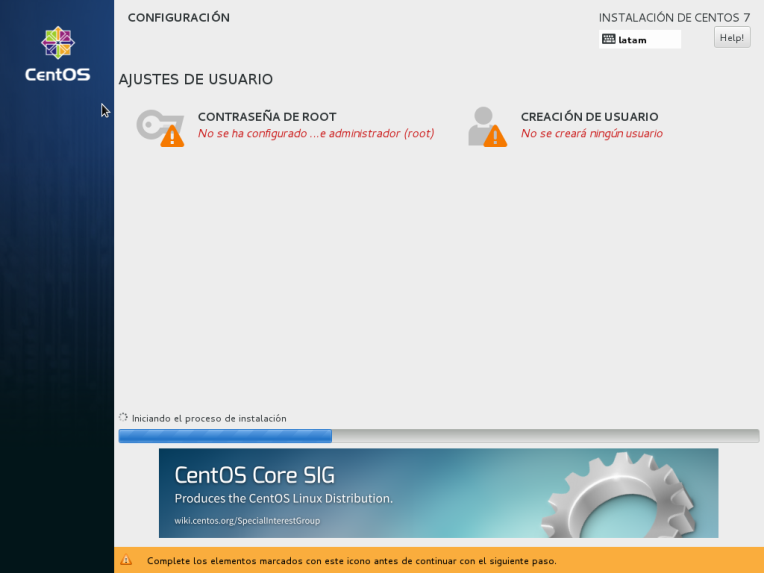 CentOS
CONFIGURACIÓN
INSTALACIÓN DE CENTOS 7
latam
Help!
AJUSTES DE USUARIO
CONTRASEÑA DE ROOT
No se ha configurado ...e administrador (root)
CREACIÓN DE USUARIO
No se creará ningún usuario
Iniciando el proceso de instalación
CentOS Core SIG
Produces the CentOS Linux Distribution.
wiki.centos.org/SpecialInterestGroup
Complete los elementos marcados con este icono antes de continuar con el siguiente paso.